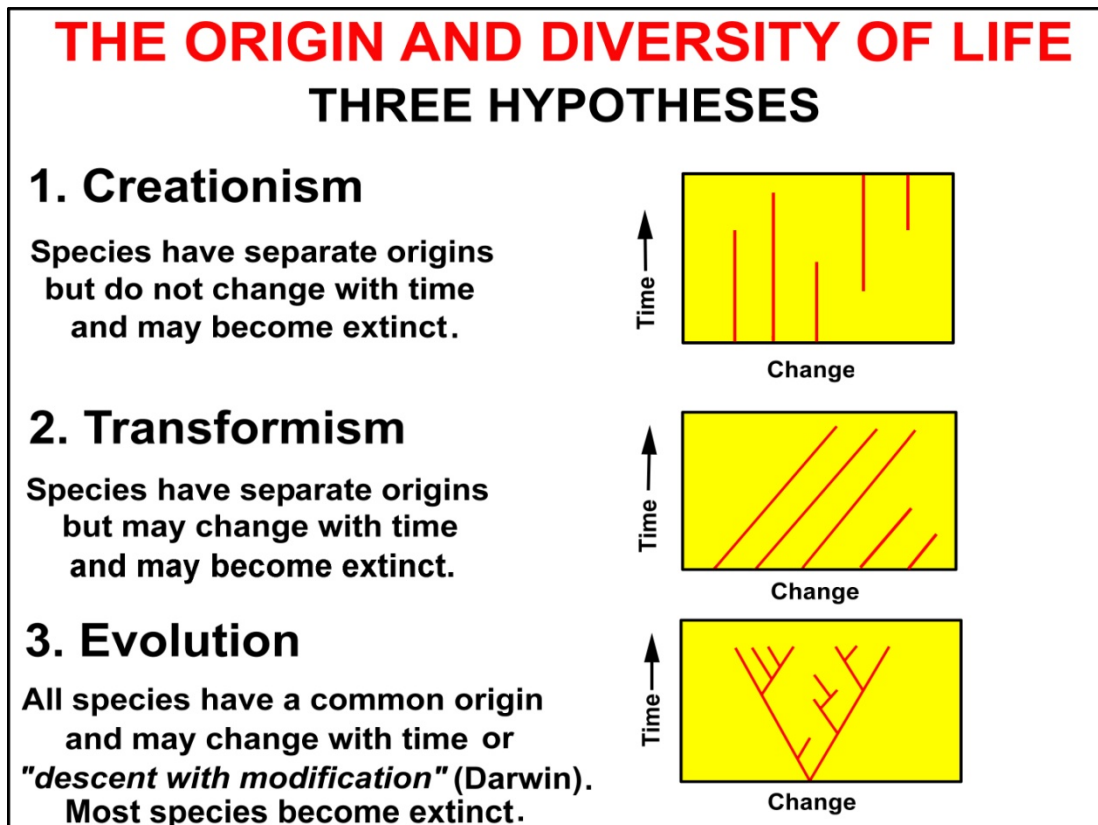 THE ORIGIN AND DIVERSITY OF LIFE
THREE HYPOTHESES
1. Creationism
Species have separate origins
but do not change with time
and may become extinct.
Time
Change
2. Transformism
Species have separate origins
but may change with time
and may become extinct.
Time
Change
3. Evolution
All species have a common origin
and may change with time or
"descent with modification" (Darwin).
Most species become extinct.
Time
Change